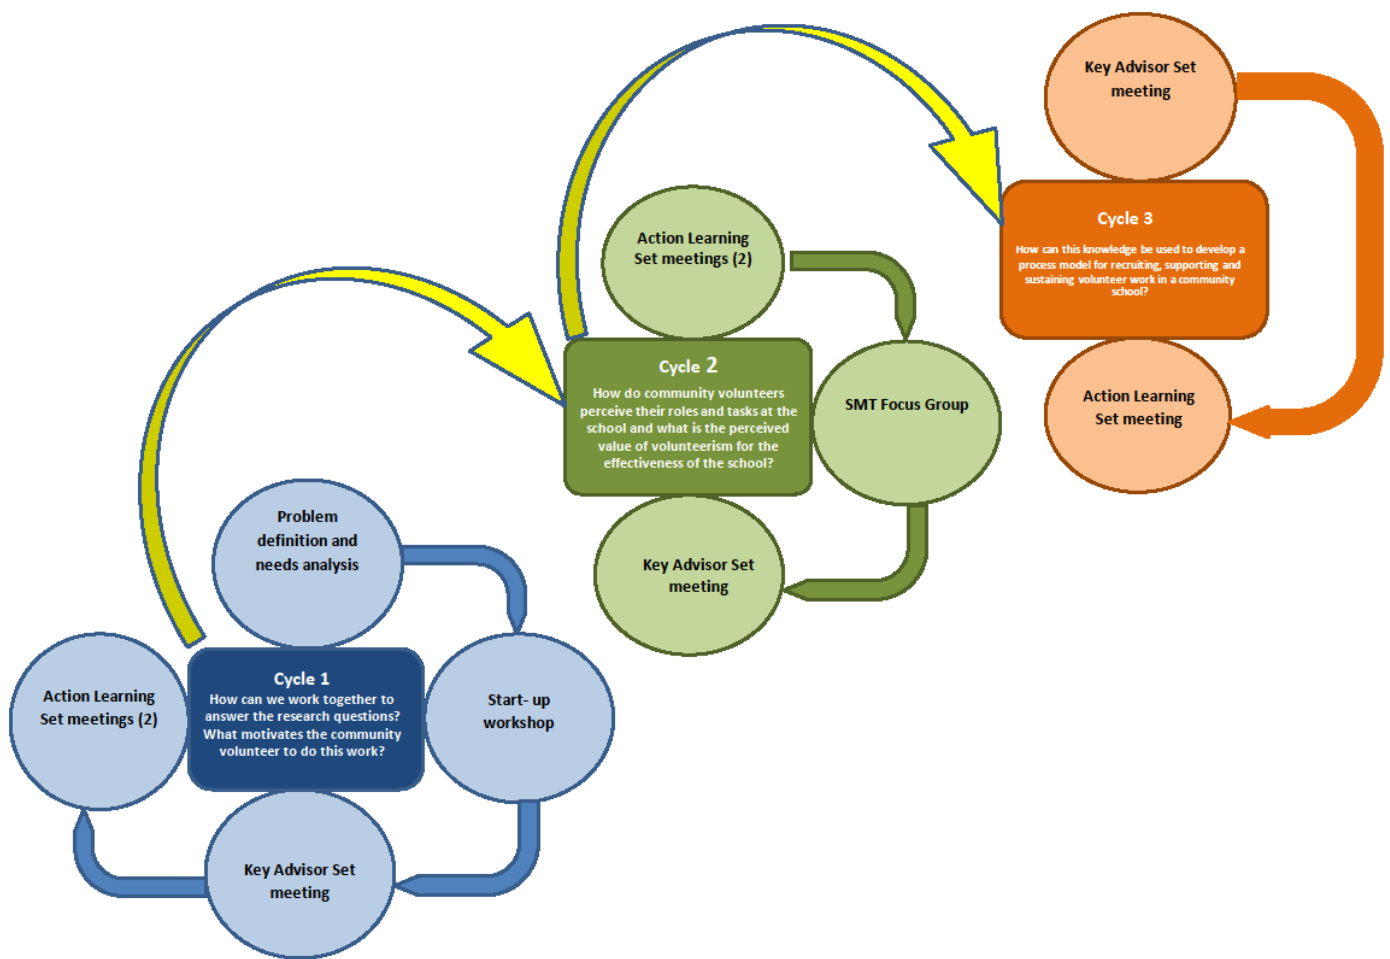 Key Advisor Set
meeting
Cycle 3
How can this knowledge be used to develop a
process model for recruiting, supporting and
sustaining volunteer work in a community
school?
Action Learning
Set meeting
Action Learning
Set meetings (2)
Cycle 2
How do community volunteers
perceive their roles and tasks at the
school and what is the perceived
value of volunteerism for the
effectiveness of the school?
SMT Focus Group
Key Advisor Set
meeting
Problem
definition and
needs analysis
Cycle 1
How can we work together to
answer the research questions?
What motivates the community
volunteer to do this work?
Start- up
workshop
Key Advisor Set
meeting
Action Learning
Set meetings (2)